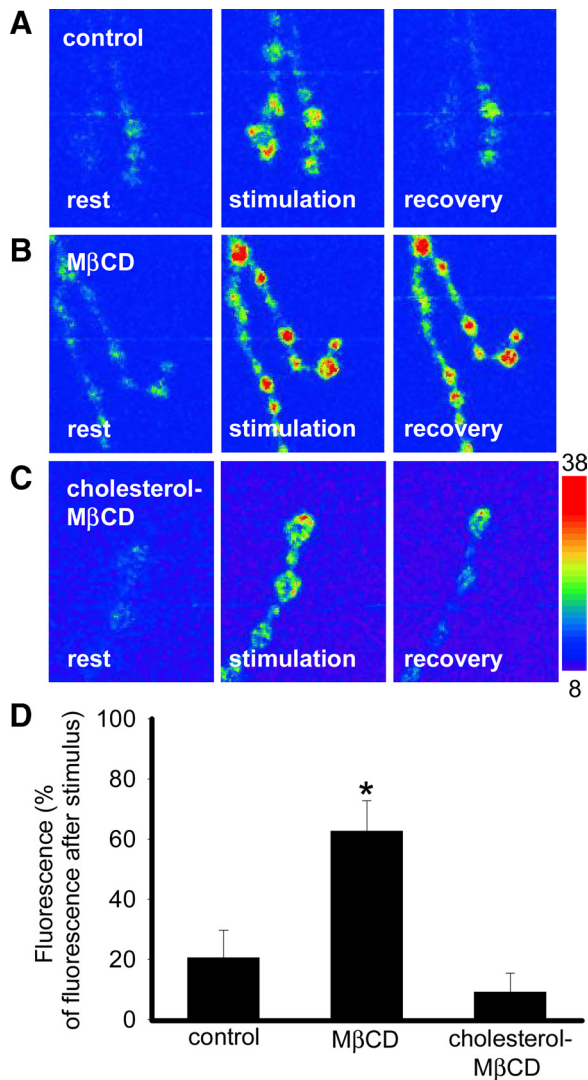 A
control
rest
stimulation
recovery
B
MβCD
rest
stimulation
recovery
C
cholesterol-
MβCD
rest
stimulation
recovery
38
8
D
Fluorescence (%
of fluorescence after stimulus)
100
80
60
40
20
0
*
control
MβCD
cholesterol-
MβCD